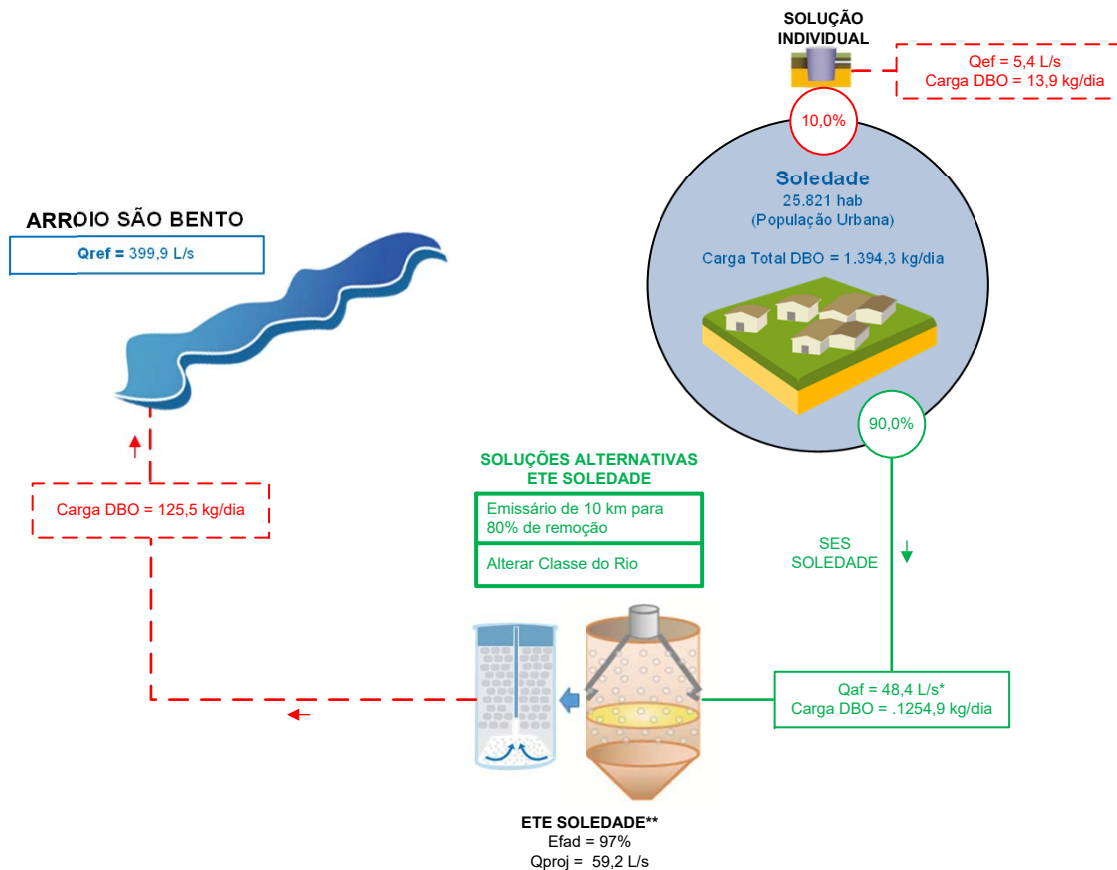 SOLUÇÃO
INDIVIDUAL
Qef = 5,4 L/s
Carga DBO = 13,9 kg/dia
10,0%
Soledade
25.821 hab
(População Urbana)
Carga Total DBO = 1.394,3 kg/dia
ARROIO SÃO BENTO
Qref = 399,9 L/s
90,0%
SOLUÇÕES ALTERNATIVAS
ETE SOLEDADE
Emissário de 10 km para
80% de remoção
Alterar Classe do Rio
Carga DBO = 125,5 kg/dia
SES
SOLEDADE
Qaf = 48,4 L/s*
Carga DBO = .1254,9 kg/dia
ETE SOLEDADE**
Efad = 97%
Qproj = 59,2 L/s